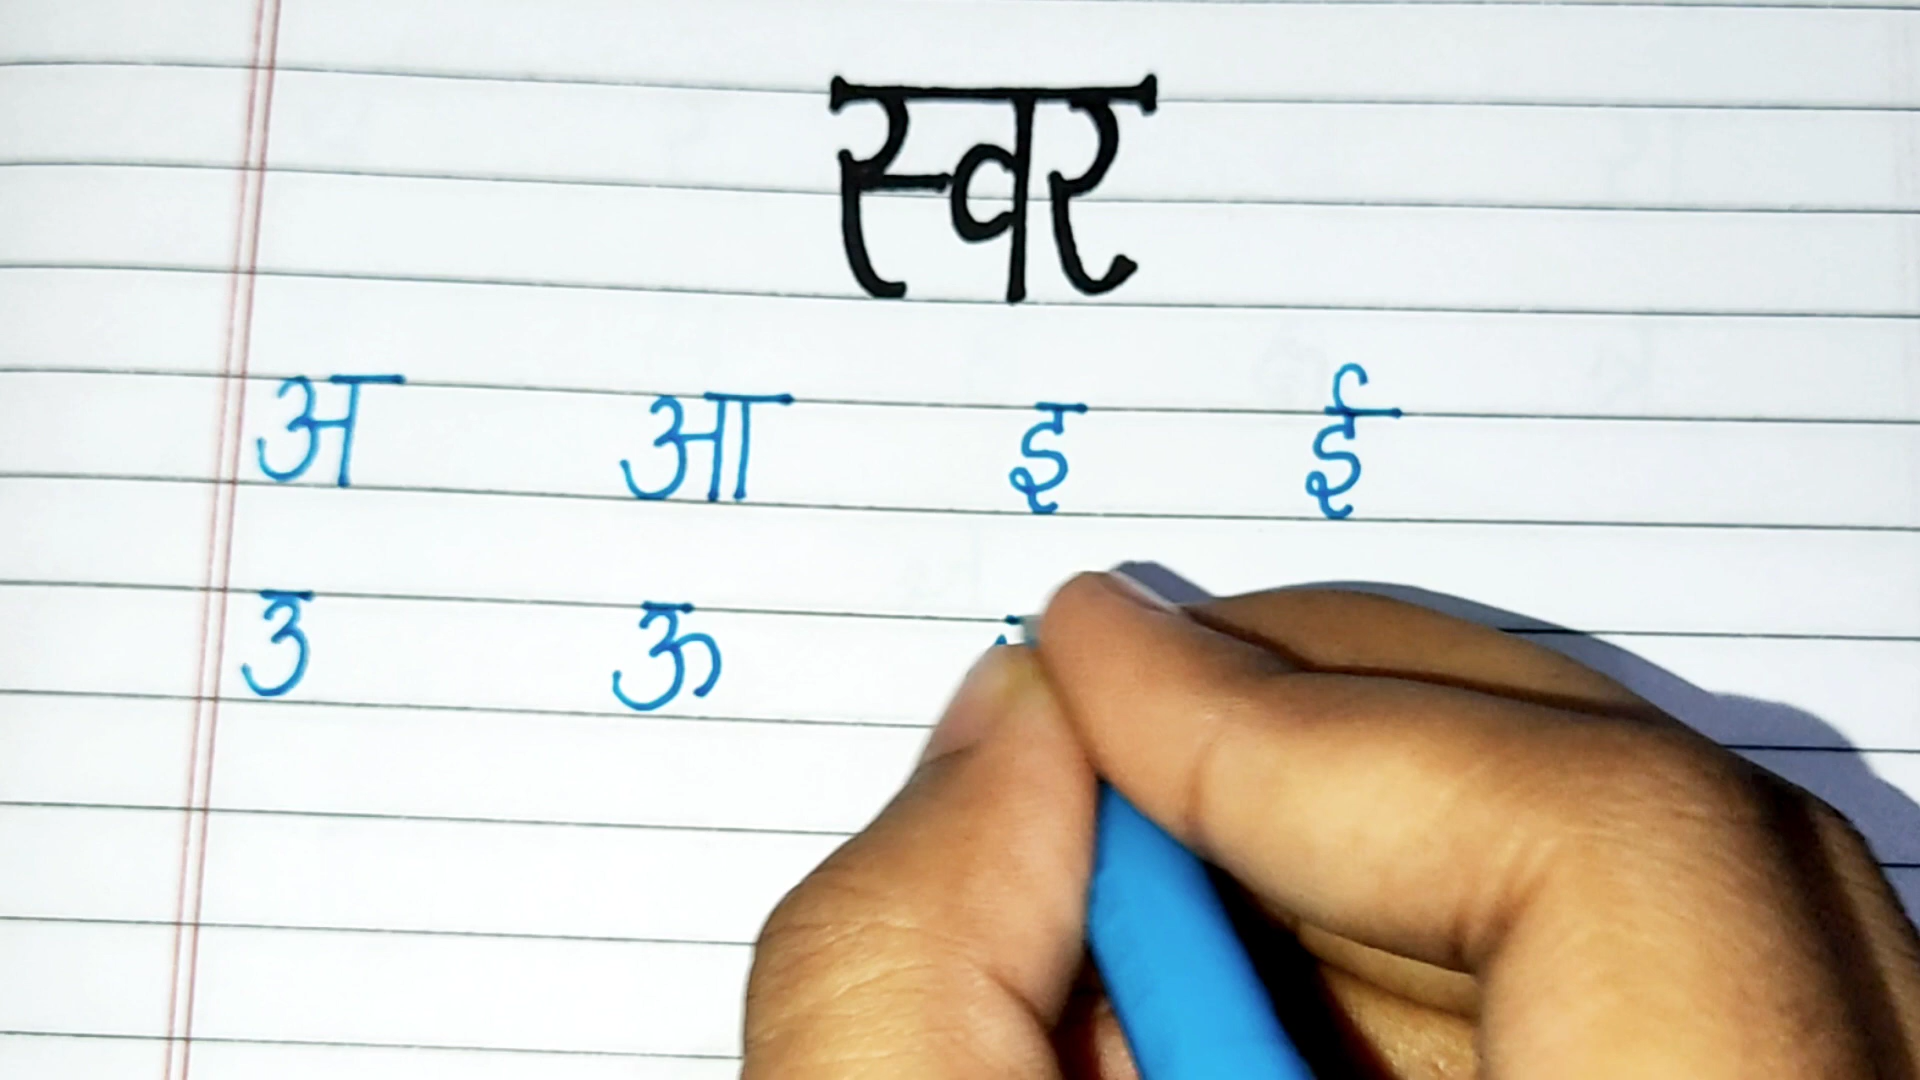 स्वर
अ आ इ ई
उ ऊ